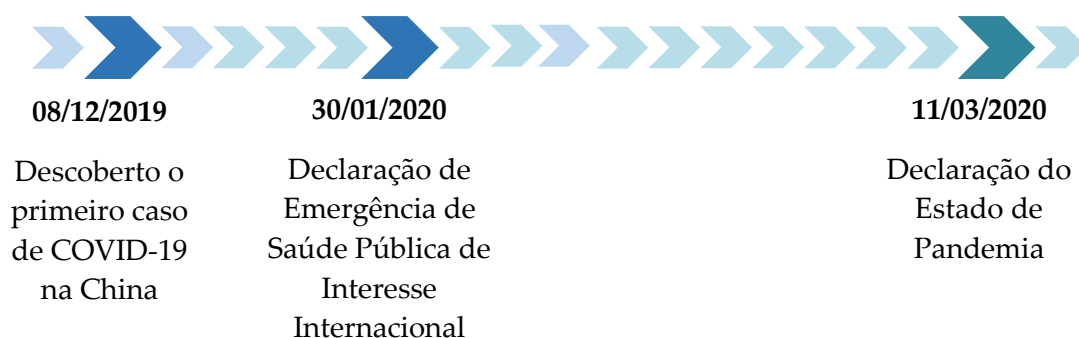 08/12/2019
Descoberto o
primeiro caso
de COVID-19
na China
30/01/2020
Declaração de
Emergência de
Saúde Pública de
Interesse
Internacional
11/03/2020
Declaração do
Estado de
Pandemia